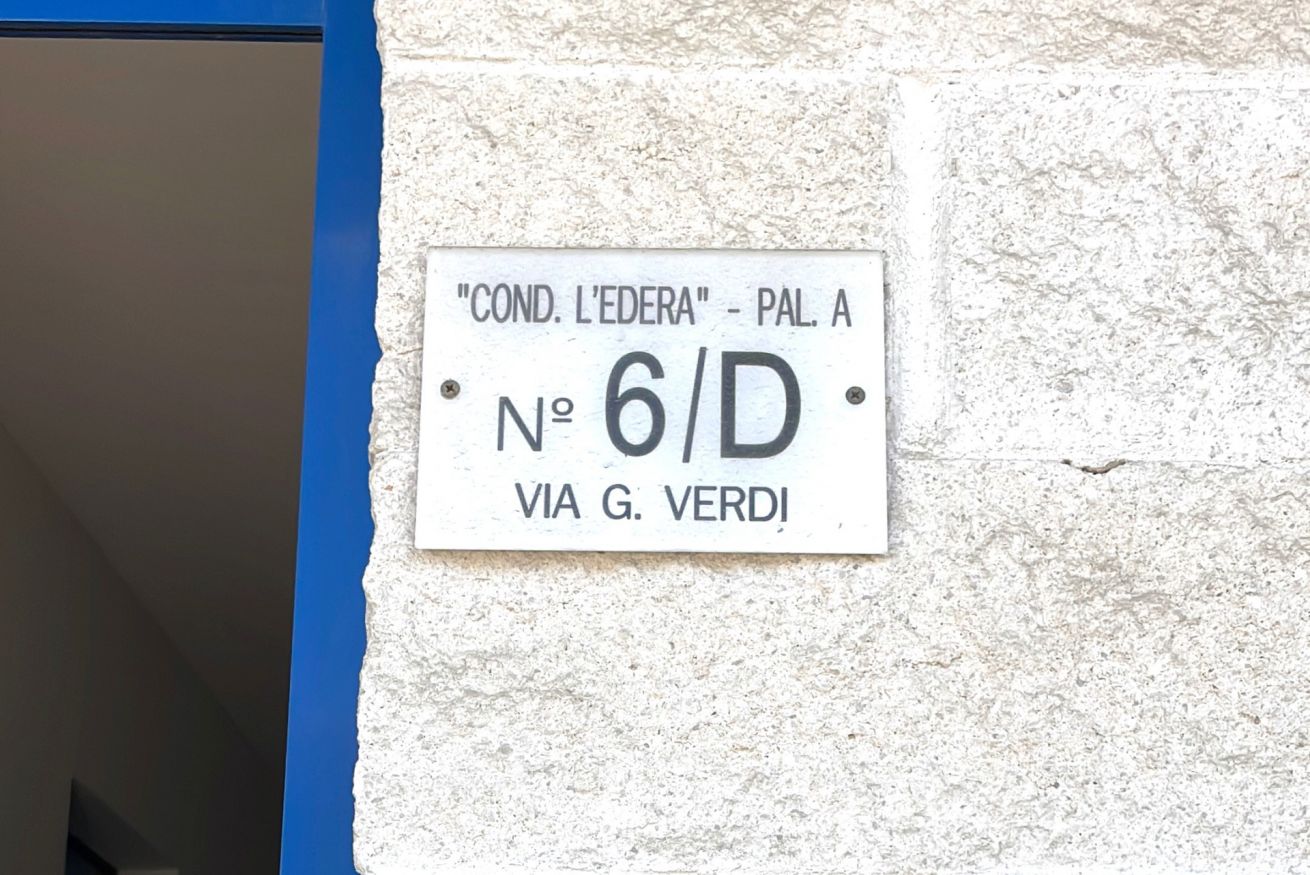 "COND. L'EDERA" - PAL. A
Nº 6/D
VIA G. VERDI